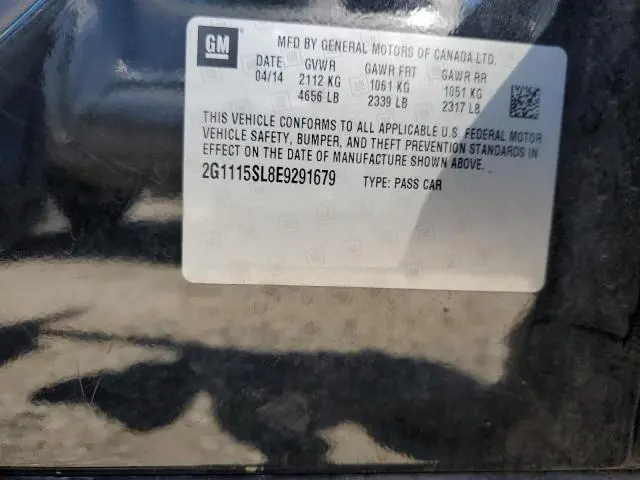 GM
MFD BY GENERAL MOTORS OF CANADA LTD.
DATE GVWR GAWR FRT GAWR RR
04/14 2112 KG 1061 KG 1051 KG
4656 LB 2339 LB 2317 LB
THIS VEHICLE CONFORMS TO ALL APPLICABLE U.S. FEDERAL MOTOR
VEHICLE SAFETY, BUMPER, AND THEFT PREVENTION STANDARDS IN
EFFECT ON THE DATE OF MANUFACTURE SHOWN ABOVE.
2G1115SL8E9291679 TYPE: PASS CAR